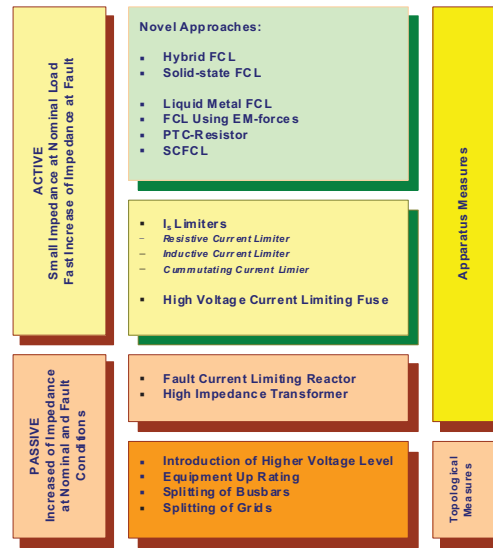 ACTIVE
Small Impedance at Nominal Load
Fast Increase of Impedance at Fault
Novel Approaches:
▪ Hybrid FCL
▪ Solid-state FCL
▪ Liquid Metal FCL
▪ FCL Using EM-forces
▪ PTC-Resistor
▪ SCFCL
▪ Is Limiters
– Resistive Current Limiter
– Inductive Current Limiter
– Cummutating Current Limier
▪ High Voltage Current Limiting Fuse
Apparatus Measures
PASSIVE
Increased of Impedance
at Nominal and Fault
Conditions
▪ Fault Current Limiting Reactor
▪ High Impedance Transformer
▪ Introduction of Higher Voltage Level
▪ Equipment Up Rating
▪ Splitting of Busbars
▪ Splitting of Grids
Topological
Measures